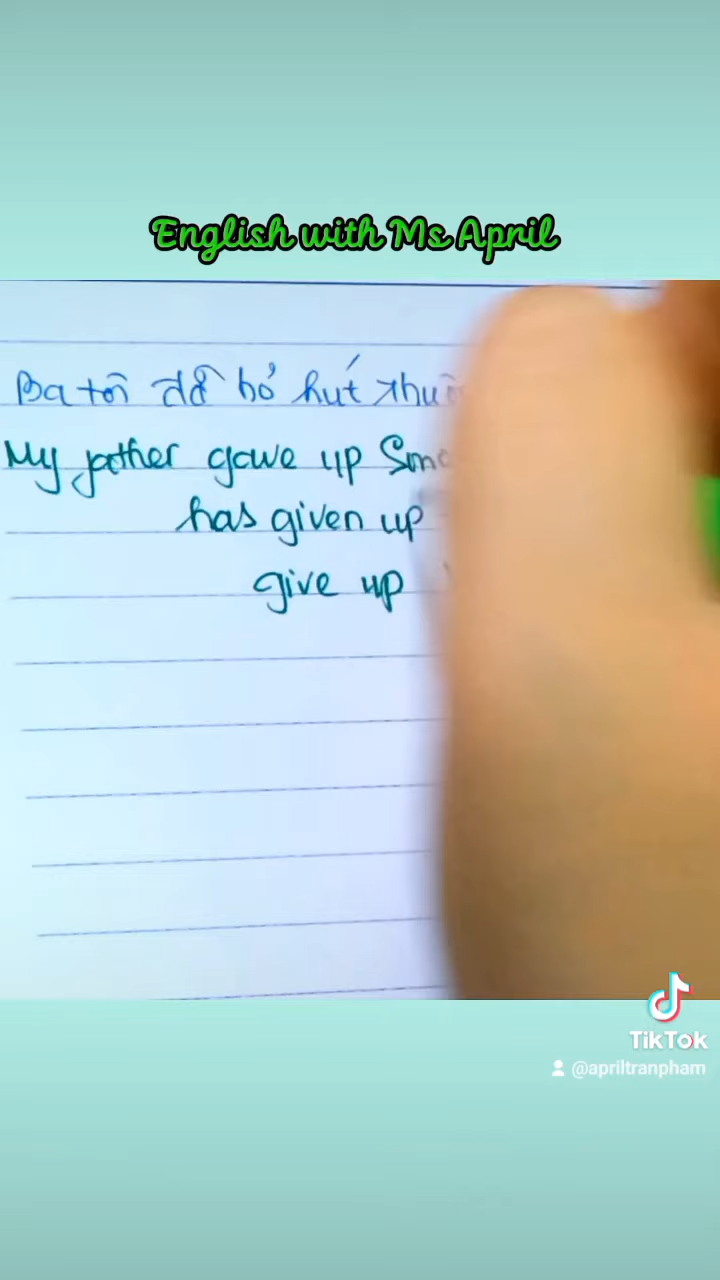 English with Ms April
Ba tôi đã bỏ hút
My father gave up
has given up
give up
TikTok
@apriltranpham